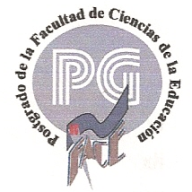 Postgrado de la Facultad de Ciencias de la Educación
PG
FACE